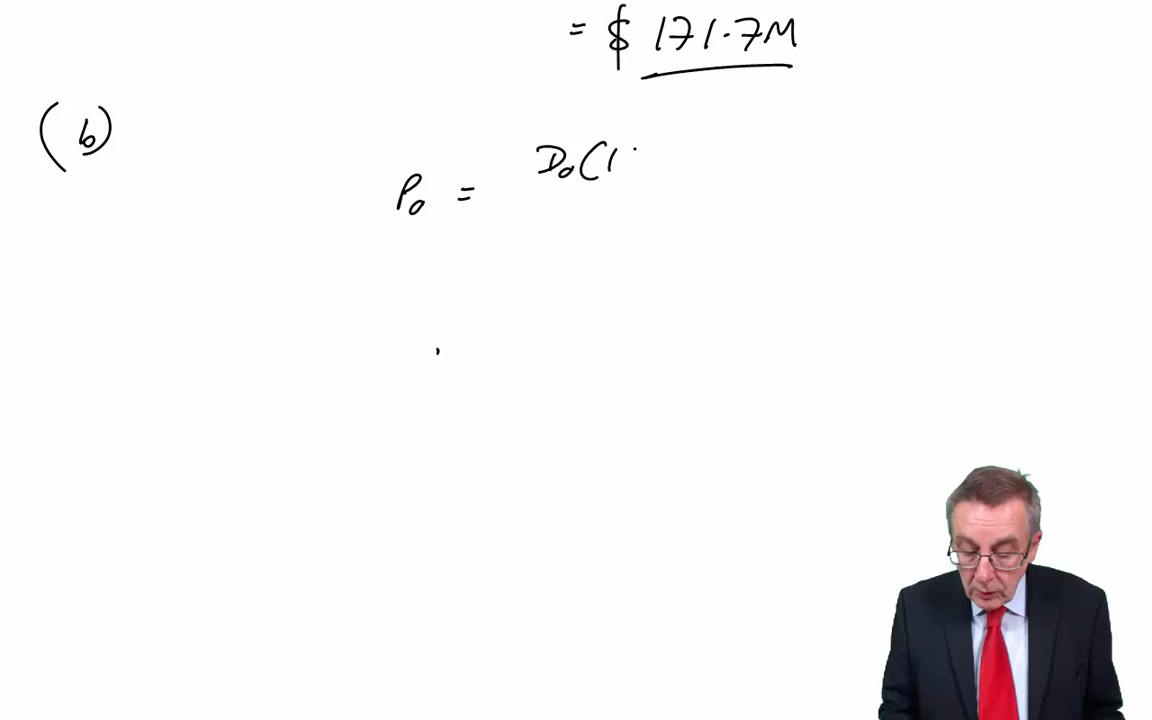 = $ 171.7M
(b)
P₀ = D₀(1